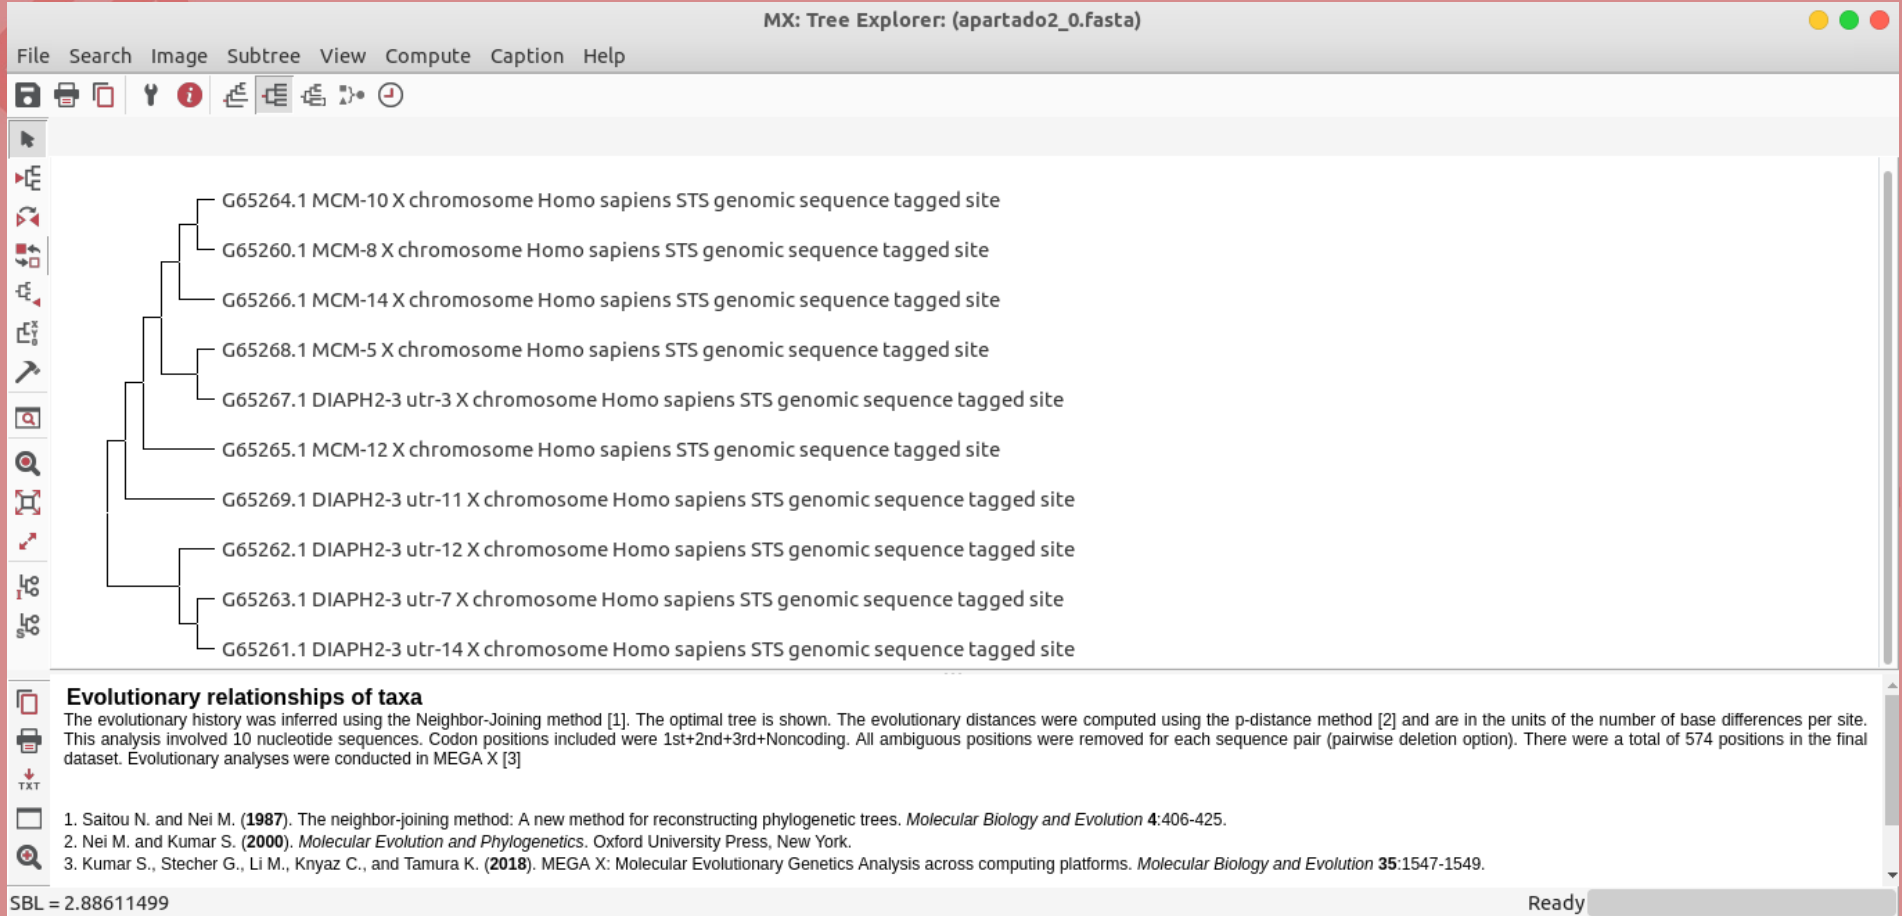 MX: Tree Explorer: (apartado2_0.fasta)
File Search Image Subtree View Compute Caption Help
G65264.1 MCM-10 X chromosome Homo sapiens STS genomic sequence tagged site
G65260.1 MCM-8 X chromosome Homo sapiens STS genomic sequence tagged site
G65266.1 MCM-14 X chromosome Homo sapiens STS genomic sequence tagged site
G65268.1 MCM-5 X chromosome Homo sapiens STS genomic sequence tagged site
G65267.1 DIAPH2-3 utr-3 X chromosome Homo sapiens STS genomic sequence tagged site
G65265.1 MCM-12 X chromosome Homo sapiens STS genomic sequence tagged site
G65269.1 DIAPH2-3 utr-11 X chromosome Homo sapiens STS genomic sequence tagged site
G65262.1 DIAPH2-3 utr-12 X chromosome Homo sapiens STS genomic sequence tagged site
G65263.1 DIAPH2-3 utr-7 X chromosome Homo sapiens STS genomic sequence tagged site
G65261.1 DIAPH2-3 utr-14 X chromosome Homo sapiens STS genomic sequence tagged site
Evolutionary relationships of taxa
The evolutionary history was inferred using the Neighbor-Joining method [1]. The optimal tree is shown. The evolutionary distances were computed using the p-distance method [2] and are in the units of the number of base differences per site.
This analysis involved 10 nucleotide sequences. Codon positions included were 1st+2nd+3rd+Noncoding. All ambiguous positions were removed for each sequence pair (pairwise deletion option). There were a total of 574 positions in the final
dataset. Evolutionary analyses were conducted in MEGA X [3]
1. Saitou N. and Nei M. (1987). The neighbor-joining method: A new method for reconstructing phylogenetic trees. Molecular Biology and Evolution 4:406-425.
2. Nei M. and Kumar S. (2000). Molecular Evolution and Phylogenetics. Oxford University Press, New York.
3. Kumar S., Stecher G., Li M., Knyaz C., and Tamura K. (2018). MEGA X: Molecular Evolutionary Genetics Analysis across computing platforms. Molecular Biology and Evolution 35:1547-1549.
TXT
SBL = 2.88611499
Ready